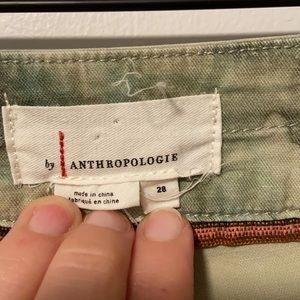 by ANTHROPOLOGIE
made in china
fabriqué en chine
28